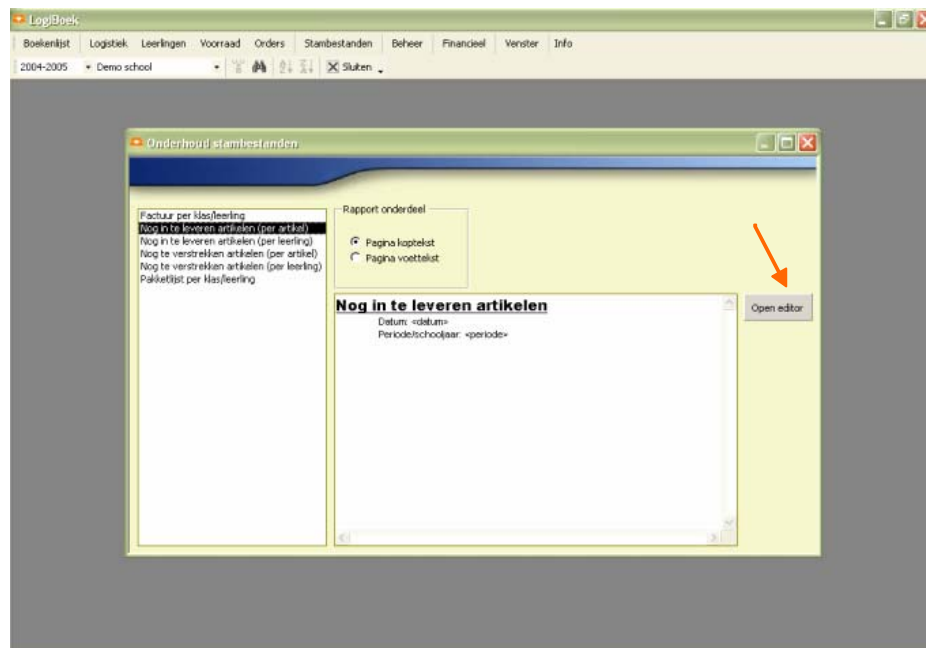 LogiBoek
Boekenlijst Logistiek Leerlingen Voorraad Orders Stambestanden Beheer Financieel Venster Info
2004-2005 Demo school Sluiten
Onderhoud stambestanden
Factuur per klas/leerling
Nog in te leveren artikelen (per artikel)
Nog in te leveren artikelen (per leerling)
Nog te verstrekken artikelen (per artikel)
Nog te verstrekken artikelen (per leerling)
Pakketlijst per klas/leerling
Rapport onderdeel
Pagina koptekst
Pagina voettekst
Nog in te leveren artikelen
Datum: <datum>
Periode/schooljaar: <periode>
Open editor